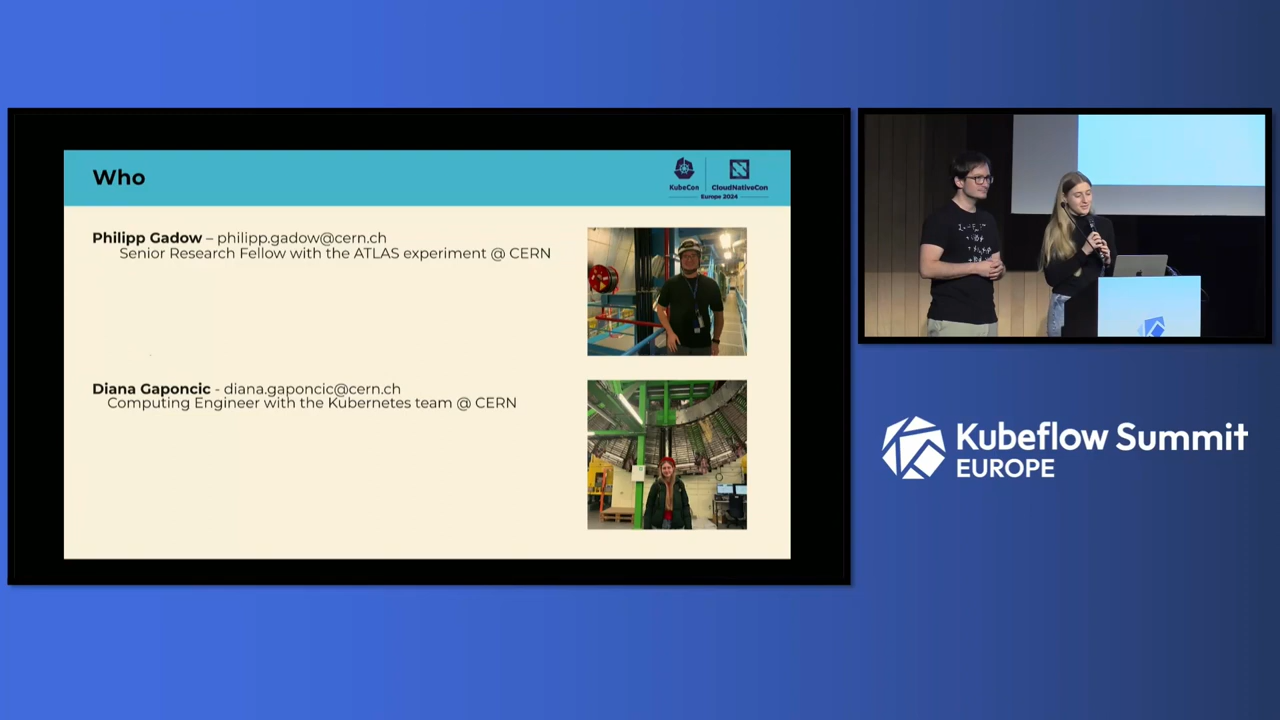 Who
KubeCon
CloudNativeCon
Europe 2024
Philipp Gadow – philipp.gadow@cern.ch
Senior Research Fellow with the ATLAS experiment @ CERN
Diana Gaponcic - diana.gaponcic@cern.ch
Computing Engineer with the Kubernetes team @ CERN
Kubeflow Summit
EUROPE